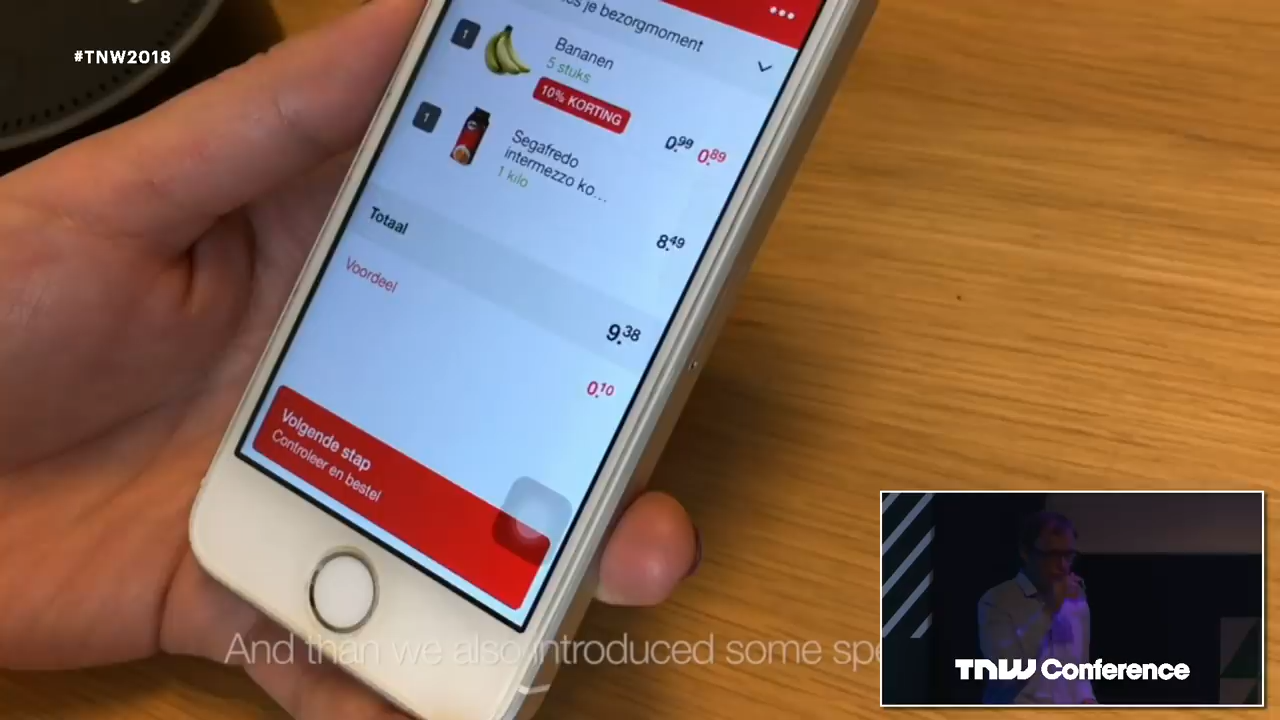 #TNW2018
je bezorgmoment
1
Bananen
5 stuks
10% KORTING
0.99 0.89
1
Segafredo
intermezzo ko...
1 kilo
8.49
Totaal
9.38
Voordeel
0.10
Volgende stap
Controleer en bestel
And than we also introduced some spe
TNW Conference